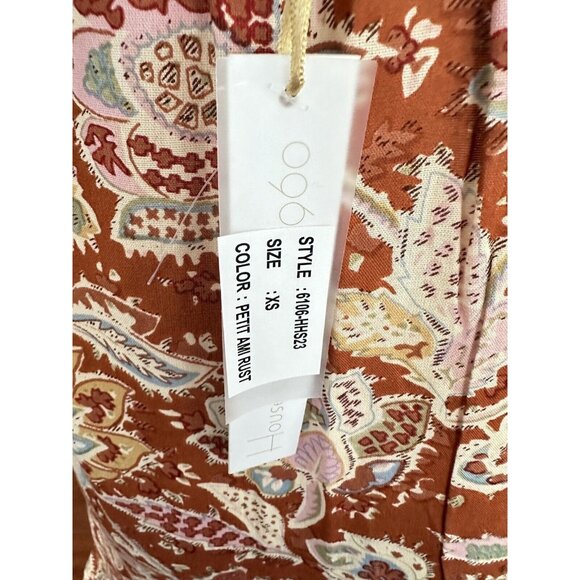 STYLE : 6106-HHS23
SIZE : XS
COLOR : PETIT AMI RUST